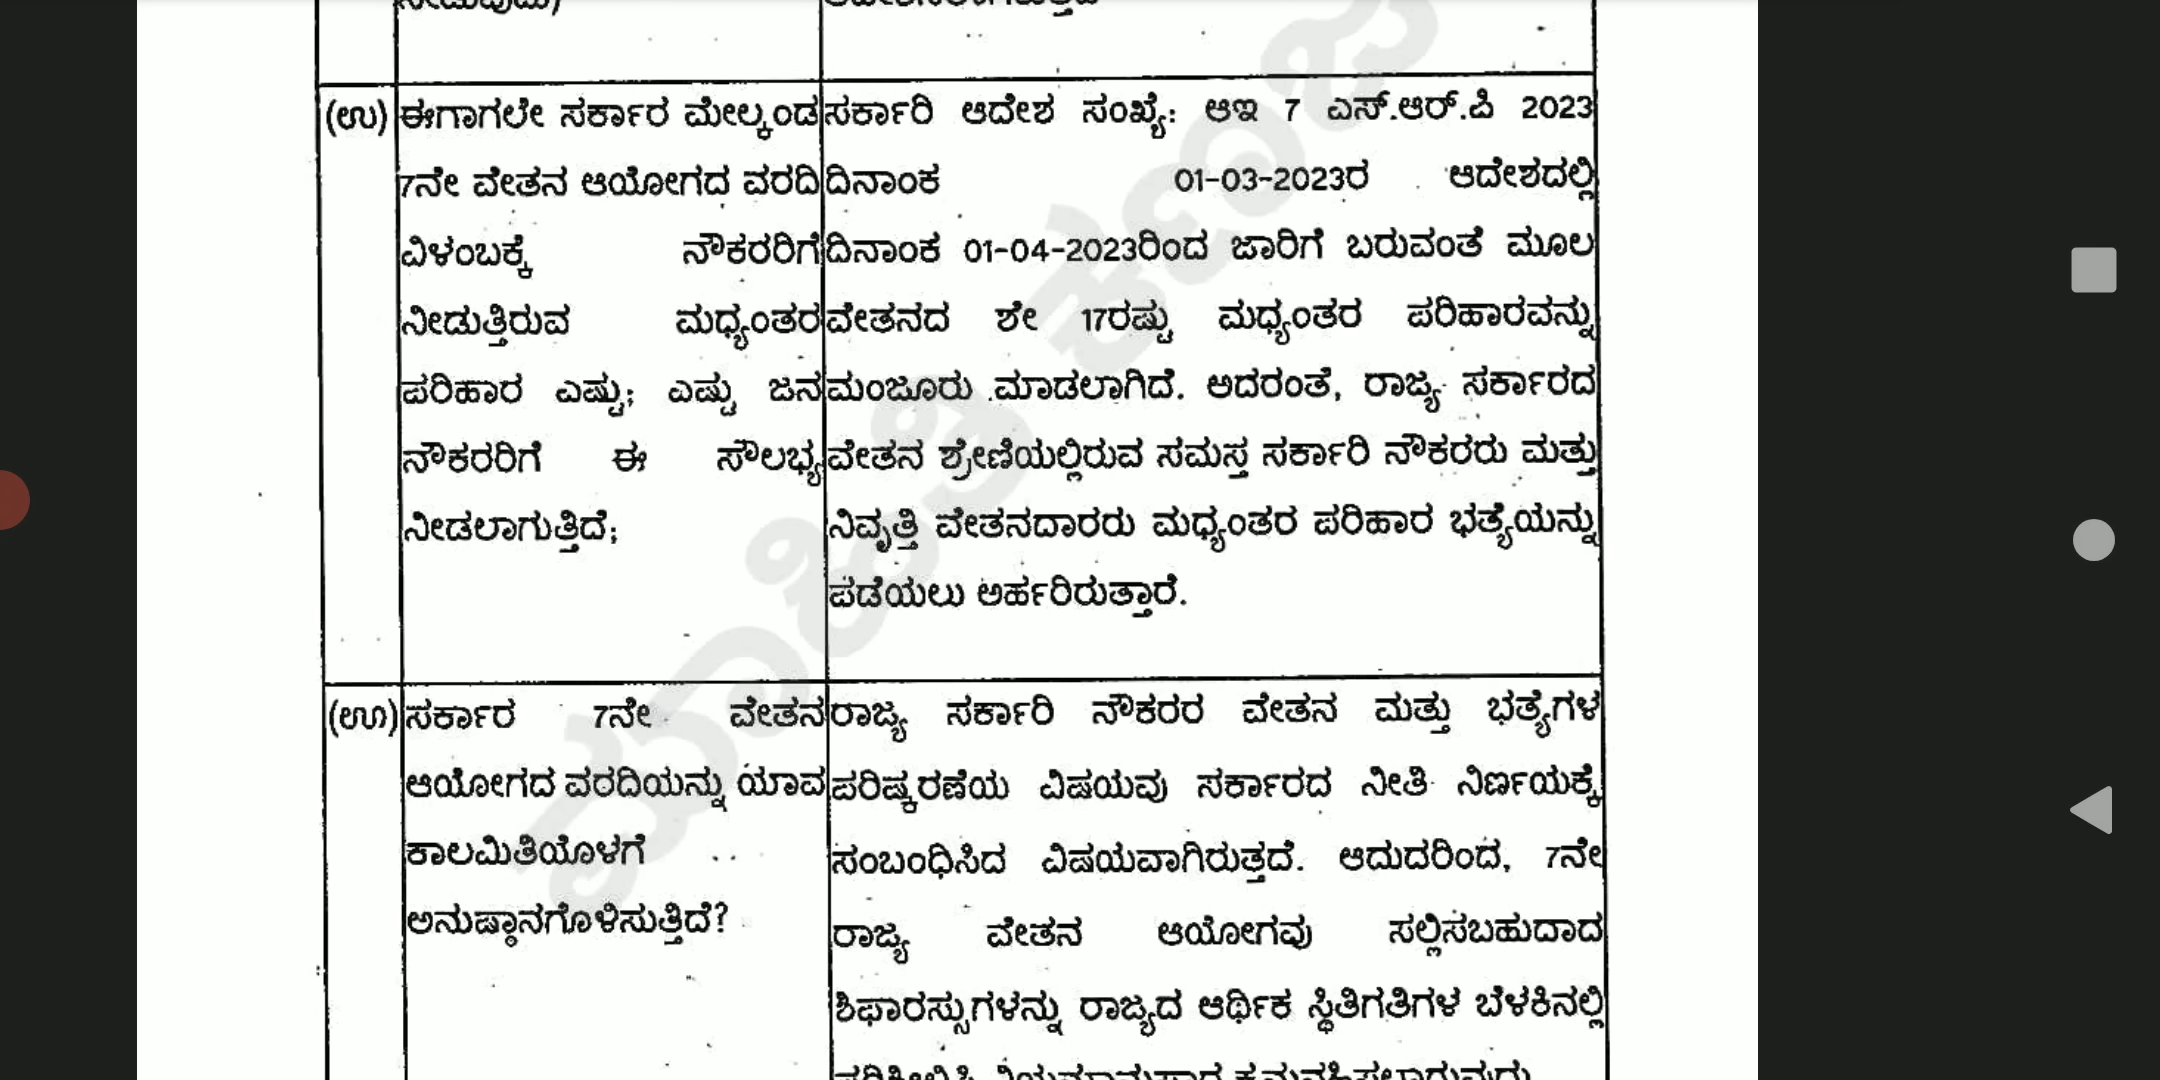 (ಉ) ಈಗಾಗಲೇ ಸರ್ಕಾರ ಮೇಲ್ಕಂಡ
7ನೇ ವೇತನ ಆಯೋಗದ ವರದಿ
ವಿಳಂಬಕ್ಕೆ ನೌಕರರಿಗೆ
ನೀಡುತ್ತಿರುವ ಮಧ್ಯಂತರ
ಪರಿಹಾರ ಎಷ್ಟು; ಎಷ್ಟು ಜನ
ನೌಕರರಿಗೆ ಈ ಸೌಲಭ್ಯ
ನೀಡಲಾಗುತ್ತಿದೆ;
ಸರ್ಕಾರಿ ಆದೇಶ ಸಂಖ್ಯೆ: ಆಇ 7 ಎಸ್.ಆರ್.ಪಿ 2023
ದಿನಾಂಕ 01-03-2023ರ ಆದೇಶದಲ್ಲಿ
ದಿನಾಂಕ 01-04-2023ರಿಂದ ಜಾರಿಗೆ ಬರುವಂತೆ ಮೂಲ
ವೇತನದ ಶೇ 17ರಷ್ಟು ಮಧ್ಯಂತರ ಪರಿಹಾರವನ್ನು
ಮಂಜೂರು ಮಾಡಲಾಗಿದೆ. ಅದರಂತೆ, ರಾಜ್ಯ ಸರ್ಕಾರದ
ವೇತನ ಶ್ರೇಣಿಯಲ್ಲಿರುವ ಸಮಸ್ತ ಸರ್ಕಾರಿ ನೌಕರರು ಮತ್ತು
ನಿವೃತ್ತಿ ವೇತನದಾರರು ಮಧ್ಯಂತರ ಪರಿಹಾರ ಭತ್ಯೆಯನ್ನು
ಪಡೆಯಲು ಅರ್ಹರಿರುತ್ತಾರೆ.
(ಊ) ಸರ್ಕಾರ 7ನೇ ವೇತನ
ಆಯೋಗದ ವರದಿಯನ್ನು ಯಾವ
ಕಾಲಮಿತಿಯೊಳಗೆ
ಅನುಷ್ಠಾನಗೊಳಿಸುತ್ತಿದೆ?
ರಾಜ್ಯ ಸರ್ಕಾರಿ ನೌಕರರ ವೇತನ ಮತ್ತು ಭತ್ಯೆಗಳ
ಪರಿಷ್ಕರಣೆಯ ವಿಷಯವು ಸರ್ಕಾರದ ನೀತಿ ನಿರ್ಣಯಕ್ಕೆ
ಸಂಬಂಧಿಸಿದ ವಿಷಯವಾಗಿರುತ್ತದೆ. ಆದುದರಿಂದ, 7ನೇ
ರಾಜ್ಯ ವೇತನ ಆಯೋಗವು ಸಲ್ಲಿಸಬಹುದಾದ
ಶಿಫಾರಸ್ಸುಗಳನ್ನು ರಾಜ್ಯದ ಆರ್ಥಿಕ ಸ್ಥಿತಿಗತಿಗಳ ಬೆಳಕಿನಲ್ಲಿ